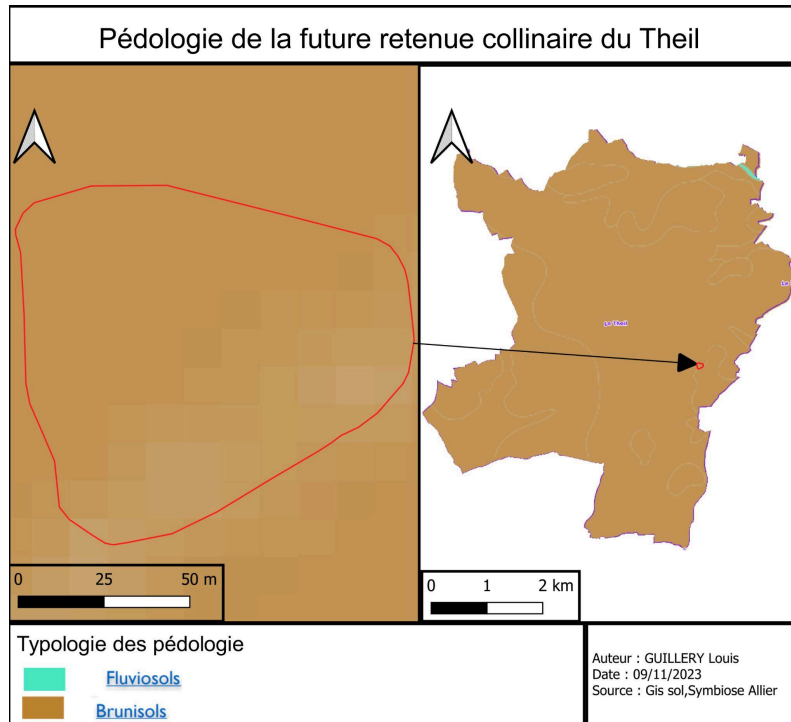 Pédologie de la future retenue collinaire du Theil
0 25 50 m
Le Theil
Le
0 1 2 km
Typologie des pédologie
Fluviosols
Brunisols
Auteur : GUILLERY Louis
Date : 09/11/2023
Source : Gis sol,Symbiose Allier